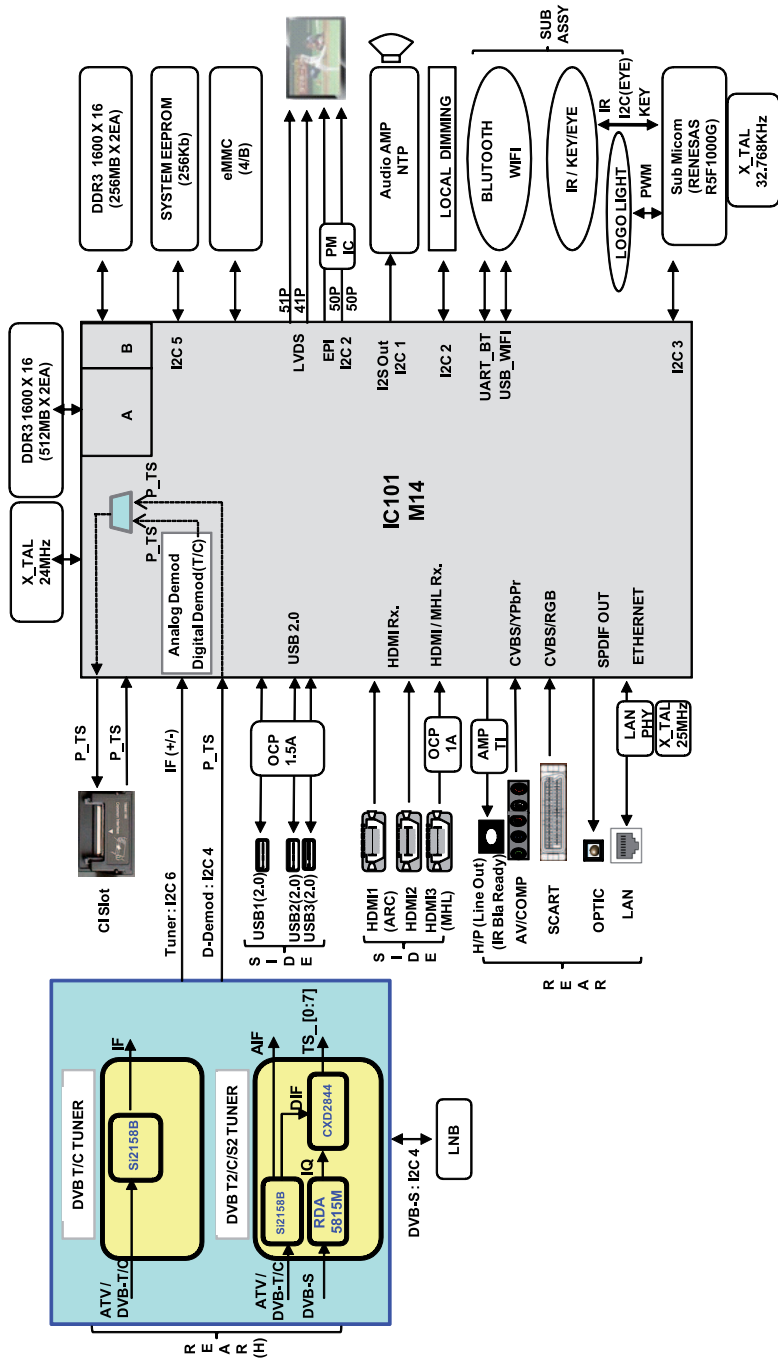 DVB T/C TUNER
Si2158B
IF
ATV /
DVB-T/C
DVB T2/C/S2 TUNER
Si2158B
AIF
DIF
IQ
RDA
5815M
CXD2844
TS_ [0:7]
ATV /
DVB-T/C
DVB-S
R
E
A
R
(H)
DVB-S : I2C 4
LNB
CI Slot
P_TS
P_TS
Tuner : I2C 6
IF (+/-)
D-Demod : I2C 4
P_TS
USB1(2.0)
USB2(2.0)
USB3(2.0)
S
I
D
E
OCP
1.5A
HDMI1
(ARC)
HDMI2
HDMI3
(MHL)
S
I
D
E
OCP
1A
H/P (Line Out)
(IR Bla Ready)
AMP
TI
AV/COMP
SCART
OPTIC
LAN
R
E
A
R
LAN
PHY
X_TAL
25MHz
X_TAL
24MHz
DDR3 1600 X 16
(512MB X 2EA)
A
B
P_TS
P_TS
Analog Demod
Digital Demod(T/C)
USB 2.0
HDMI Rx.
HDMI / MHL Rx.
CVBS/YPbPr
CVBS/RGB
SPDIF OUT
ETHERNET
IC101
M14
I2C 5
LVDS
EPI
I2C 2
I2S Out
I2C 1
I2C 2
UART_BT
USB_WIFI
I2C 3
DDR3 1600 X 16
(256MB X 2EA)
SYSTEM EEPROM
(256Kb)
eMMC
(4/B)
51P
41P
50P
50P
PM
IC
Audio AMP
NTP
LOCAL DIMMING
BLUTOOTH
WIFI
IR / KEY/EYE
SUB
ASSY
LOGO LIGHT
PWM
IR
I2C(EYE)
KEY
Sub Micom
(RENESAS
R5F1000G)
X_TAL
32.768KHz